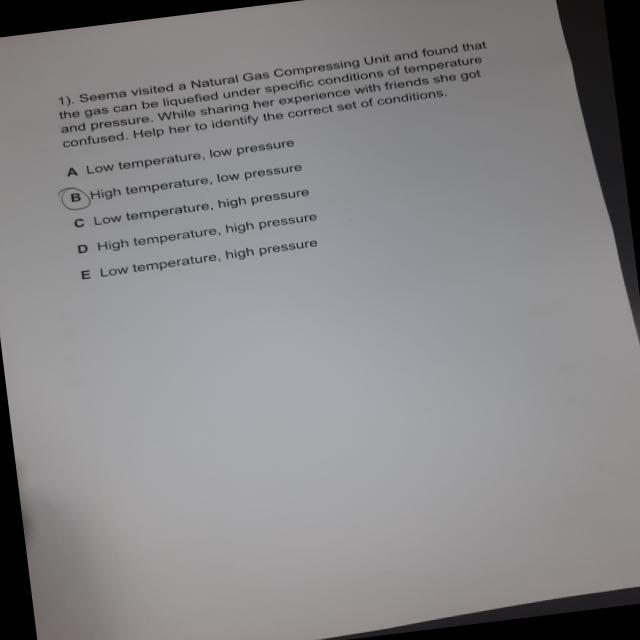 1). Seema visited a Natural Gas Compressing Unit and found that
the gas can be liquefied under specific conditions of temperature
and pressure. While sharing her experience with friends she got
confused. Help her to identify the correct set of conditions.
A Low temperature, low pressure
B High temperature, low pressure
C Low temperature, high pressure
D High temperature, high pressure
E Low temperature, high pressure